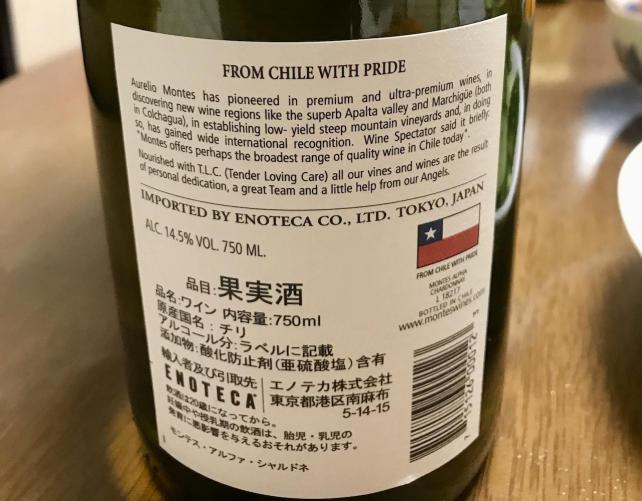 FROM CHILE WITH PRIDE
Aurelio Montes has pioneered in premium and ultra-premium wines, in
discovering new wine regions like the superb Apalta valley and Marchigüe (both
in Colchagua), in establishing low- yield steep mountain vineyards and, in doing
so, has gained wide international recognition. Wine Spectator said it briefly:
"Montes offers perhaps the broadest range of quality wine in Chile today".
Nourished with T.L.C. (Tender Loving Care) all our vines and wines are the result
of personal dedication, a great Team and a little help from our Angels.
IMPORTED BY ENOTECA CO., LTD. TOKYO, JAPAN
ALC. 14.5% VOL. 750 ML.
FROM CHILE WITH PRIDE
MONTES ALPHA
CHARDONNAY
L 18217
BOTTLED IN CHILE
www.monteswines.com
品目:果実酒
品名:ワイン 内容量:750ml
原産国名:チリ
アルコール分:ラベルに記載
添加物:酸化防止剤(亜硫酸塩)含有
輸入者及び引取先
ENOTECA
エノテカ株式会社
東京都港区南麻布
5-14-15
飲酒は20歳になってから。
妊娠中や授乳期の飲酒は、胎児・乳児の
発育に悪影響を与えるおそれがあります。
モンテス・アルファ・シャルドネ